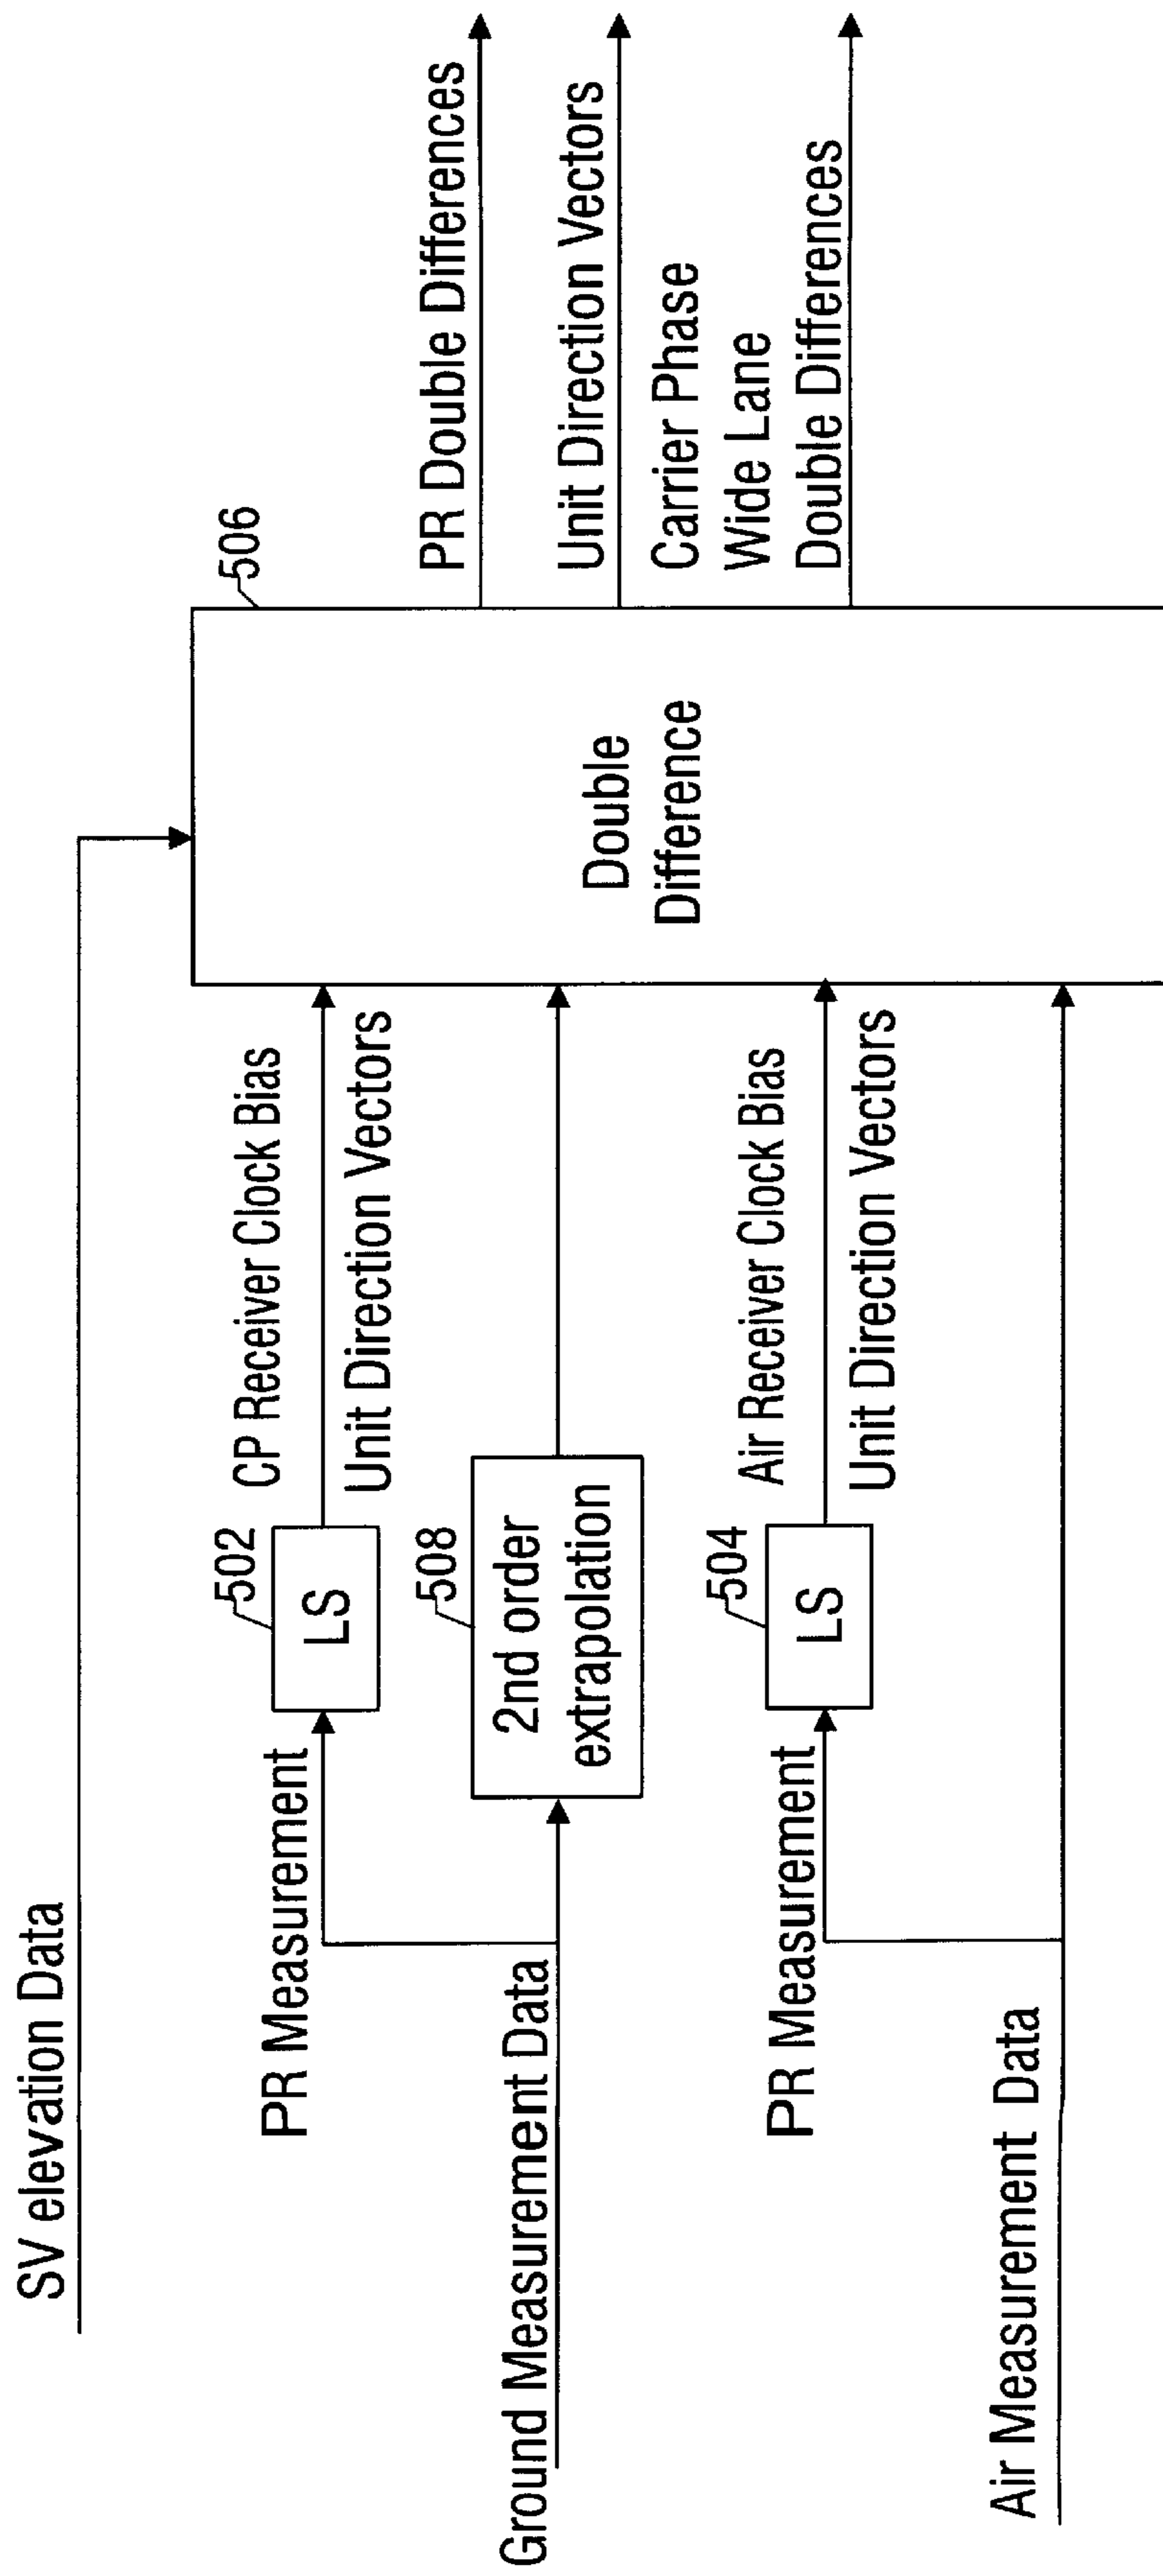 SV elevation Data
506
PR Double Differences
Unit Direction Vectors
Carrier Phase
Wide Lane
Double Differences
Double
Difference
CP Receiver Clock Bias
Unit Direction Vectors
502
LS
PR Measurement
508
2nd order
extrapolation
Ground Measurement Data
Air Receiver Clock Bias
Unit Direction Vectors
504
LS
PR Measurement
Air Measurement Data